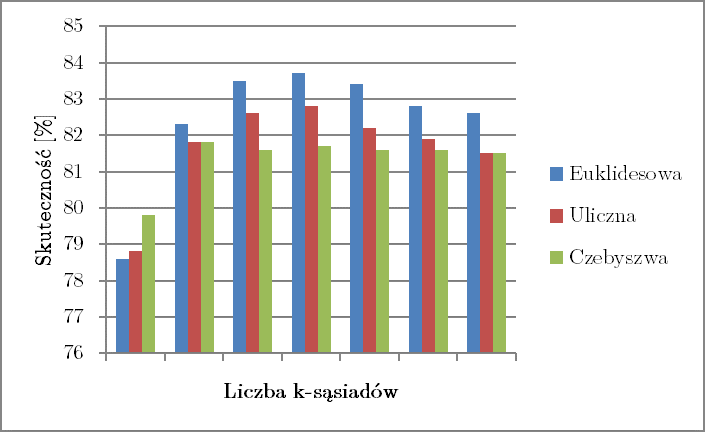 85
84
83
82
81
80
79
78
77
76
Skuteczność [%]
Liczba k-sąsiadów
Euklidesowa
Uliczna
Czebyszwa